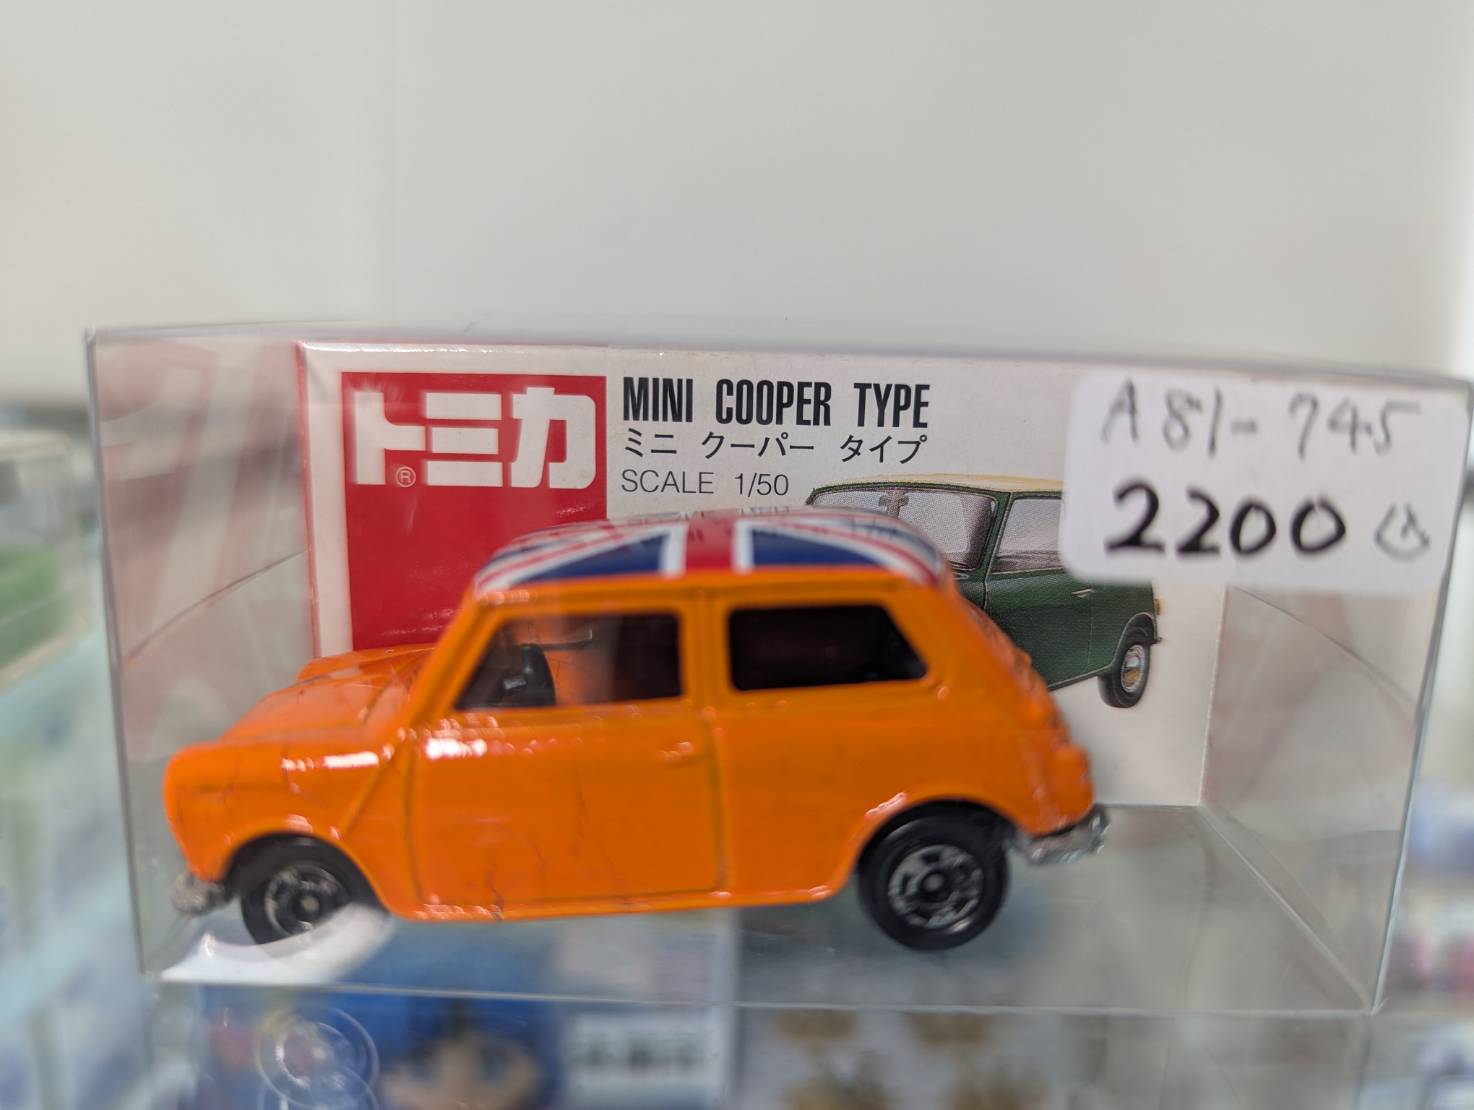 トミカ
®
MINI COOPER TYPE
ミニ クーパー タイプ
SCALE 1/50
A81-745
2200